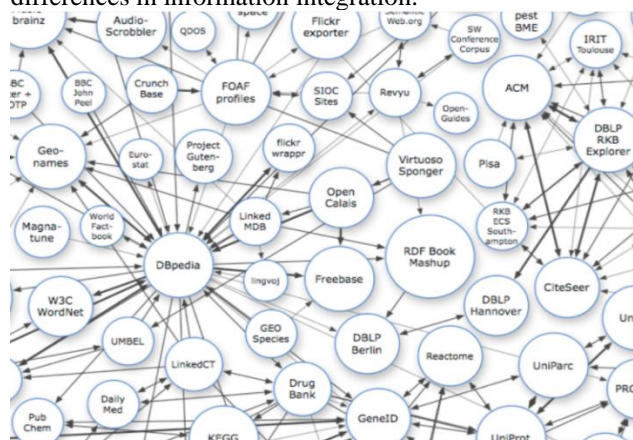 differences in information integration.
brainz
Audio-
Scrobbler
QDOS
space
Flickr
exporter
Web.org
SW
Conference
Corpus
pest
BME
IRIT
Toulouse
BBC
John
Peel
Crunch
Base
FOAF
profiles
SIOC
Sites
Revyu
Open-
Guides
ACM
DBLP
RKB
Explorer
Geo-
names
Euro-
stat
Project
Guten-
berg
flickr
wrappr
Virtuoso
Sponger
Pisa
Open
Calais
Magna-
tune
World
Fact-
book
Linked
MDB
RKB
ECS
South-
ampton
DBpedia
RDF Book
Mashup
lingvoj
Freebase
CiteSeer
W3C
WordNet
DBLP
Hannover
UMBEL
GEO
Species
DBLP
Berlin
Reactome
LinkedCT
UniParc
Drug
Bank
Daily
Med
Pub
Chem
GeneID
KEGG
UniProt